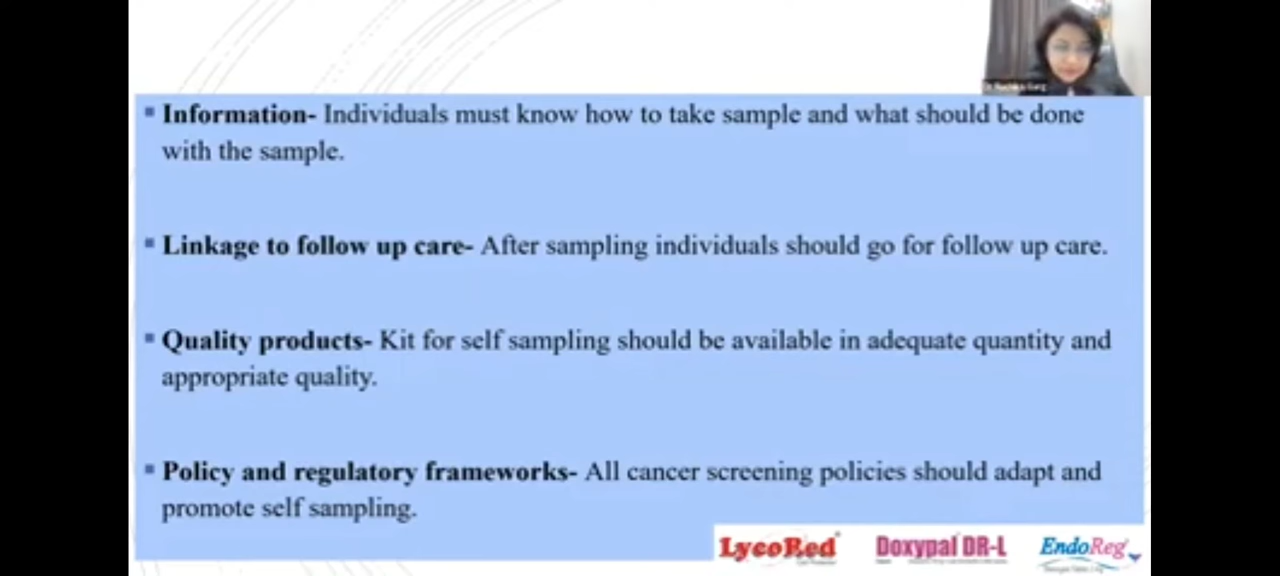 Information- Individuals must know how to take sample and what should be done
with the sample.
Linkage to follow up care- After sampling individuals should go for follow up care.
Quality products- Kit for self sampling should be available in adequate quantity and
appropriate quality.
Policy and regulatory frameworks- All cancer screening policies should adapt and
promote self sampling.
LycoRed Doxypal DR-L EndoReg